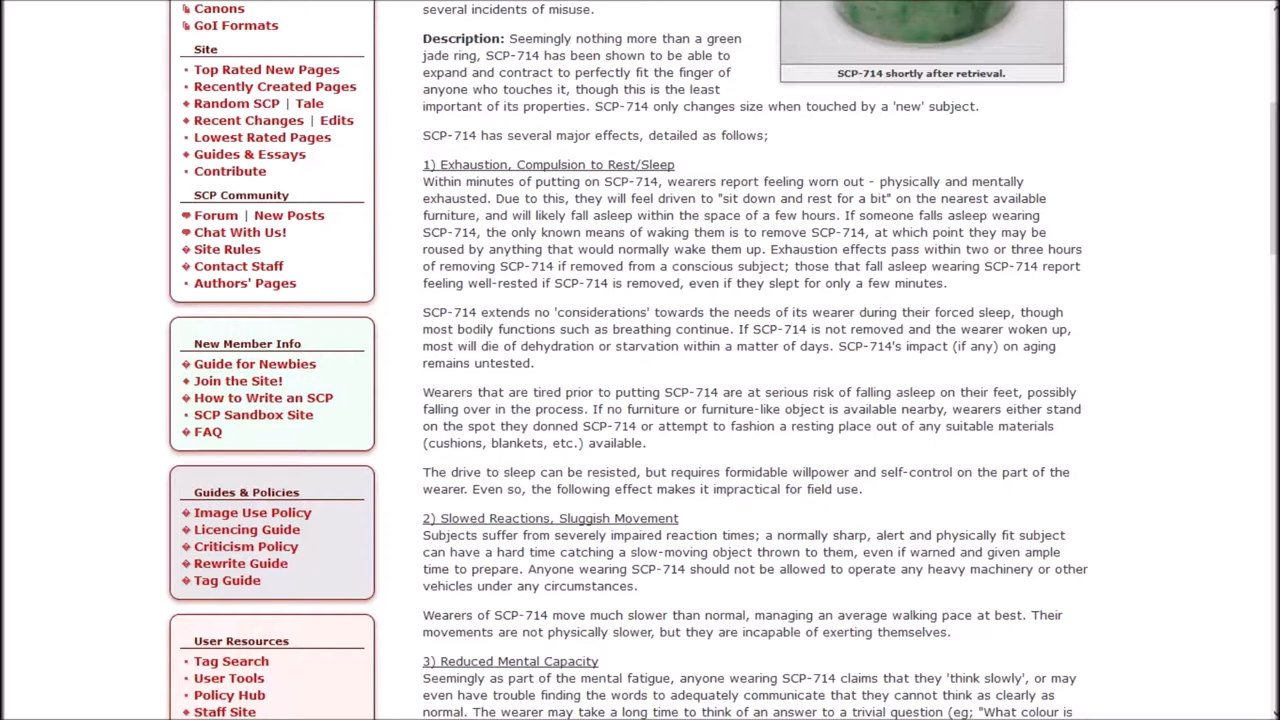 Canons
GoI Formats
Site
Top Rated New Pages
Recently Created Pages
Random SCP | Tale
Recent Changes | Edits
Lowest Rated Pages
Guides & Essays
Contribute
SCP Community
Forum | New Posts
Chat With Us!
Site Rules
Contact Staff
Authors' Pages
New Member Info
Guide for Newbies
Join the Site!
How to Write an SCP
SCP Sandbox Site
FAQ
Guides & Policies
Image Use Policy
Licencing Guide
Criticism Policy
Rewrite Guide
Tag Guide
User Resources
Tag Search
User Tools
Policy Hub
Staff Site
several incidents of misuse.
Description: Seemingly nothing more than a green
jade ring, SCP-714 has been shown to be able to
expand and contract to perfectly fit the finger of
anyone who touches it, though this is the least
important of its properties. SCP-714 only changes size when touched by a 'new' subject.
SCP-714 shortly after retrieval.
SCP-714 has several major effects, detailed as follows;
1) Exhaustion, Compulsion to Rest/Sleep
Within minutes of putting on SCP-714, wearers report feeling worn out - physically and mentally
exhausted. Due to this, they will feel driven to "sit down and rest for a bit" on the nearest available
furniture, and will likely fall asleep within the space of a few hours. If someone falls asleep wearing
SCP-714, the only known means of waking them is to remove SCP-714, at which point they may be
roused by anything that would normally wake them up. Exhaustion effects pass within two or three hours
of removing SCP-714 if removed from a conscious subject; those that fall asleep wearing SCP-714 report
feeling well-rested if SCP-714 is removed, even if they slept for only a few minutes.
SCP-714 extends no 'considerations' towards the needs of its wearer during their forced sleep, though
most bodily functions such as breathing continue. If SCP-714 is not removed and the wearer woken up,
most will die of dehydration or starvation within a matter of days. SCP-714's impact (if any) on aging
remains untested.
Wearers that are tired prior to putting SCP-714 are at serious risk of falling asleep on their feet, possibly
falling over in the process. If no furniture or furniture-like object is available nearby, wearers either stand
on the spot they donned SCP-714 or attempt to fashion a resting place out of any suitable materials
(cushions, blankets, etc.) available.
The drive to sleep can be resisted, but requires formidable willpower and self-control on the part of the
wearer. Even so, the following effect makes it impractical for field use.
2) Slowed Reactions, Sluggish Movement
Subjects suffer from severely impaired reaction times; a normally sharp, alert and physically fit subject
can have a hard time catching a slow-moving object thrown to them, even if warned and given ample
time to prepare. Anyone wearing SCP-714 should not be allowed to operate any heavy machinery or other
vehicles under any circumstances.
Wearers of SCP-714 move much slower than normal, managing an average walking pace at best. Their
movements are not physically slower, but they are incapable of exerting themselves.
3) Reduced Mental Capacity
Seemingly as part of the mental fatigue, anyone wearing SCP-714 claims that they 'think slowly', or may
even have trouble finding the words to adequately communicate that they cannot think as clearly as
normal. The wearer may take a long time to think of an answer to a trivial question (eg; "What colour is